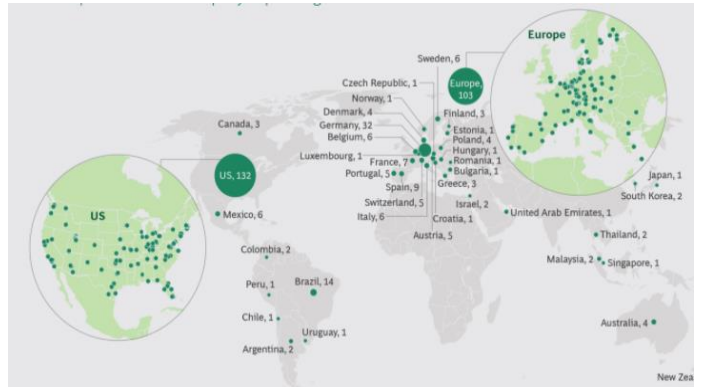 Sweden, 6
Europe
Czech Republic, 1
Europe,
103
Norway, 1
Denmark, 4
Finland, 3
Canada, 3
Germany, 32
Estonia, 1
Belgium, 6
Poland, 4
Hungary, 1
Luxembourg, 1
France, 7
Romania, 1
Portugal, 5
Bulgaria, 1
US, 132
Spain, 9
Greece, 3
Japan, 1
Switzerland, 5
Israel, 2
South Korea, 2
US
Mexico, 6
Italy, 6
Croatia, 1
United Arab Emirates, 1
Austria, 5
Thailand, 2
Colombia, 2
Malaysia, 2
Singapore, 1
Peru, 1
Brazil, 14
Chile, 1
Uruguay, 1
Australia, 4
Argentina, 2
New Zea